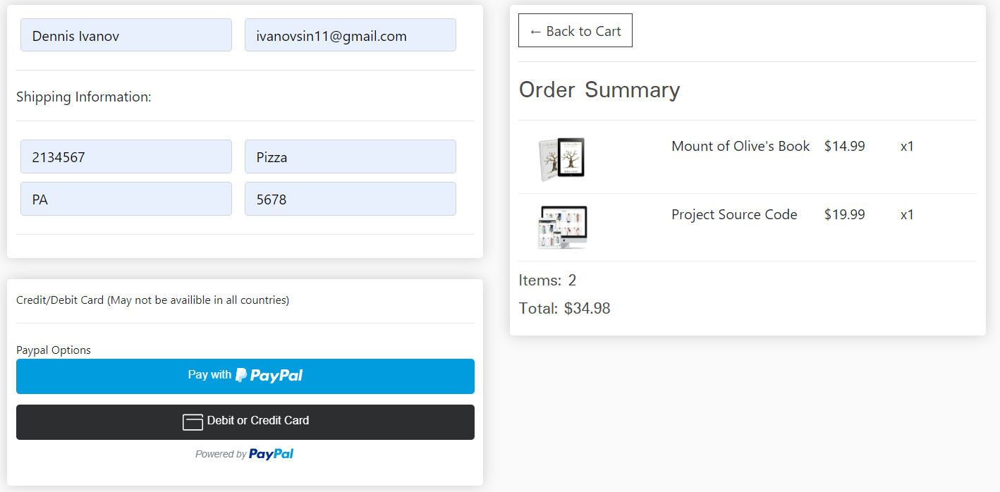 Dennis Ivanov
ivanovsin11@gmail.com
Shipping Information:
2134567
Pizza
PA
5678
Credit/Debit Card (May not be availible in all countries)
Paypal Options
Pay with PayPal
Debit or Credit Card
Powered by PayPal
← Back to Cart
Order Summary
Mount of Olive's Book $14.99 x1
Project Source Code $19.99 x1
Items: 2
Total: $34.98